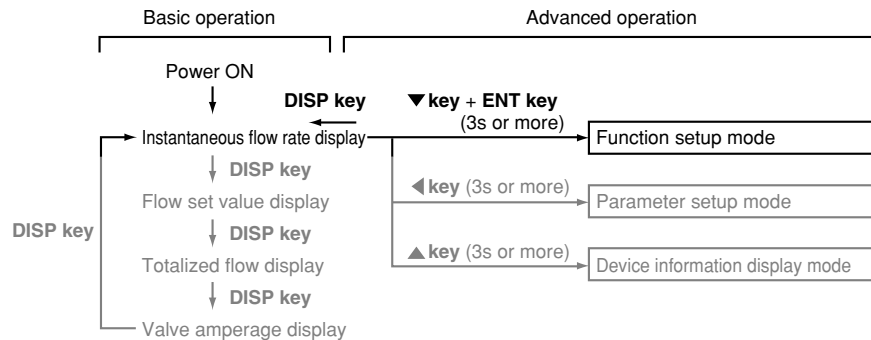 Basic operation
Advanced operation
Power ON
DISP key
▼ key + ENT key
(3s or more)
Instantaneous flow rate display
Function setup mode
DISP key
Flow set value display
◀ key (3s or more)
Parameter setup mode
DISP key
DISP key
Totalized flow display
▲ key (3s or more)
Device information display mode
DISP key
Valve amperage display